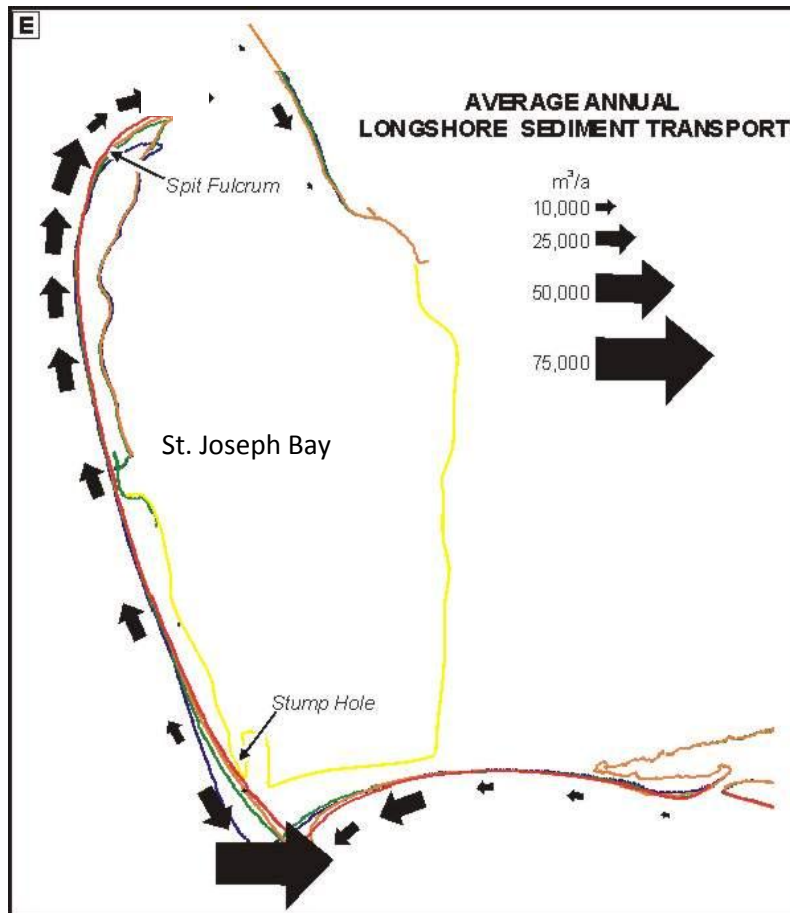 E
AVERAGE ANNUAL
LONGSHORE SEDIMENT TRANSPORT
m³/a
10,000
25,000
50,000
75,000
Spit Fulcrum
St. Joseph Bay
Stump Hole